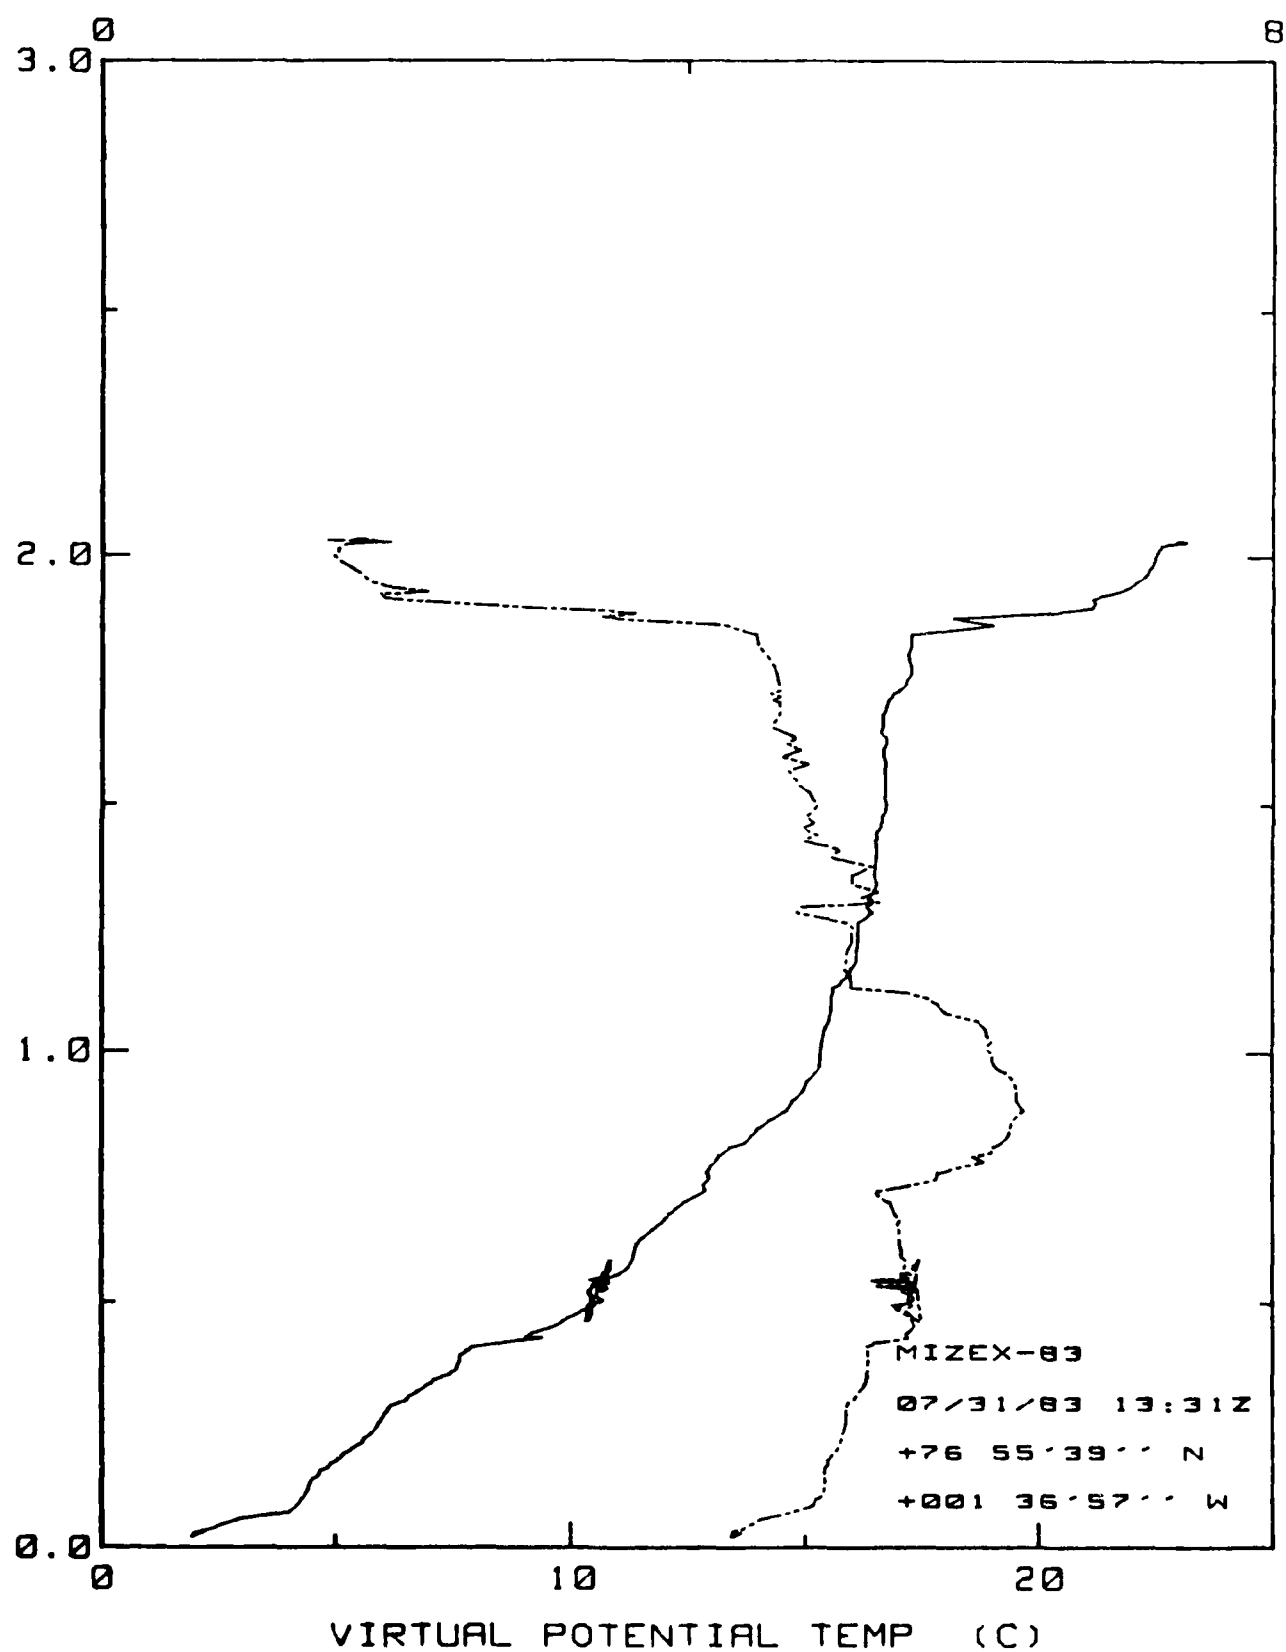 0 8
3.0
2.0
1.0
MIZEX-83
07/31/83 13:31Z
+76 55'39'' N
+001 36'57'' W
0.0
0 10 20
VIRTUAL POTENTIAL TEMP (C)